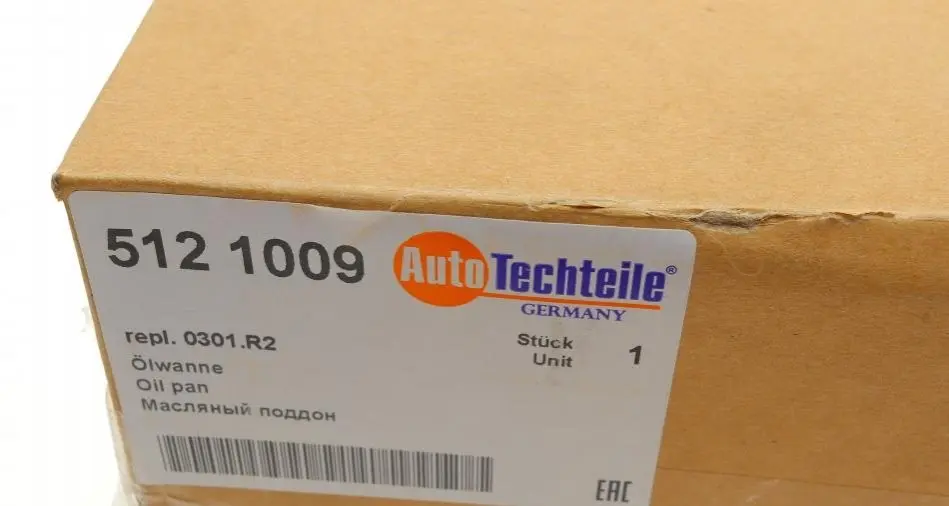 512 1009
AutoTechteile®
GERMANY
repl. 0301.R2
Stück
Unit
1
Ölwanne
Oil pan
Масляный поддон
EAC